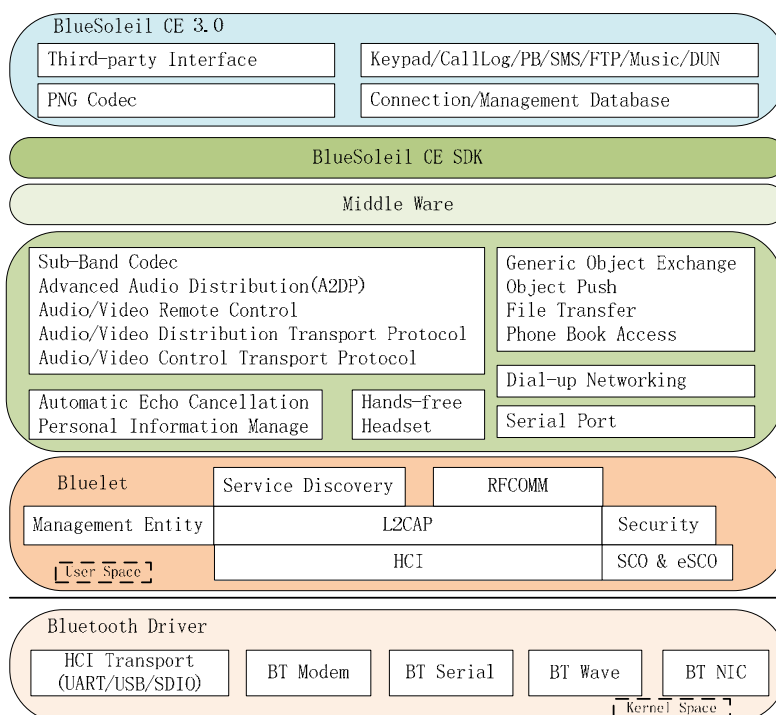 BlueSoleil CE 3.0
Third-party Interface
Keypad/CallLog/PB/SMS/FTP/Music/DUN
PNG Codec
Connection/Management Database
BlueSoleil CE SDK
Middle Ware
Sub-Band Codec
Advanced Audio Distribution(A2DP)
Audio/Video Remote Control
Audio/Video Distribution Transport Protocol
Audio/Video Control Transport Protocol
Generic Object Exchange
Object Push
File Transfer
Phone Book Access
Dial-up Networking
Automatic Echo Cancellation
Personal Information Manage
Hands-free
Headset
Serial Port
Bluelet
Service Discovery
RFCOMM
Management Entity
L2CAP
Security
HCI
SCO & eSCO
User Space
Bluetooth Driver
HCI Transport
(UART/USB/SDIO)
BT Modem
BT Serial
BT Wave
BT NIC
Kernel Space